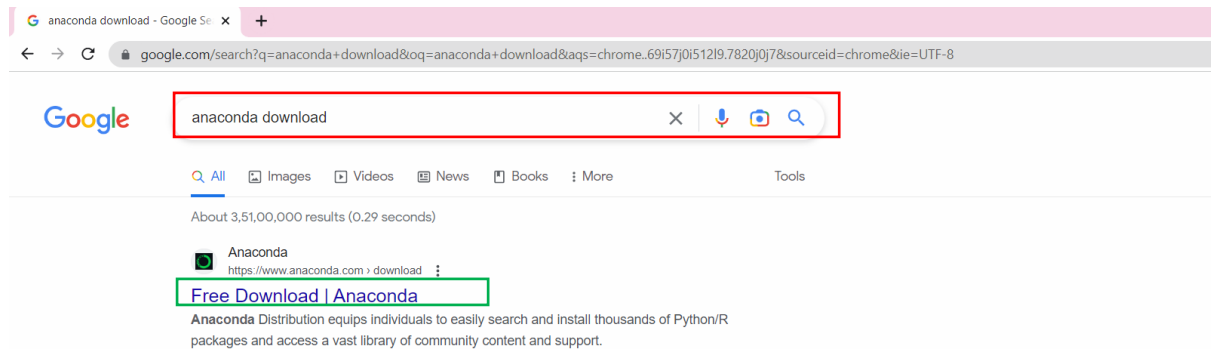 anaconda download - Google Se
google.com/search?q=anaconda+download&oq=anaconda+download&aqs=chrome..69i57j0i512l9.7820j0j7&sourceid=chrome&ie=UTF-8
Google
anaconda download
All Images Videos News Books More Tools
About 3,51,00,000 results (0.29 seconds)
Anaconda
https://www.anaconda.com › download
Free Download | Anaconda
Anaconda Distribution equips individuals to easily search and install thousands of Python/R
packages and access a vast library of community content and support.